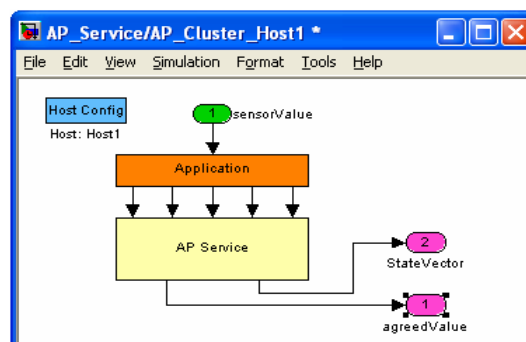 AP_Service/AP_Cluster_Host1 *
File Edit View Simulation Format Tools Help
Host Config
Host: Host1
1
sensorValue
Application
AP Service
2
StateVector
1
agreedValue